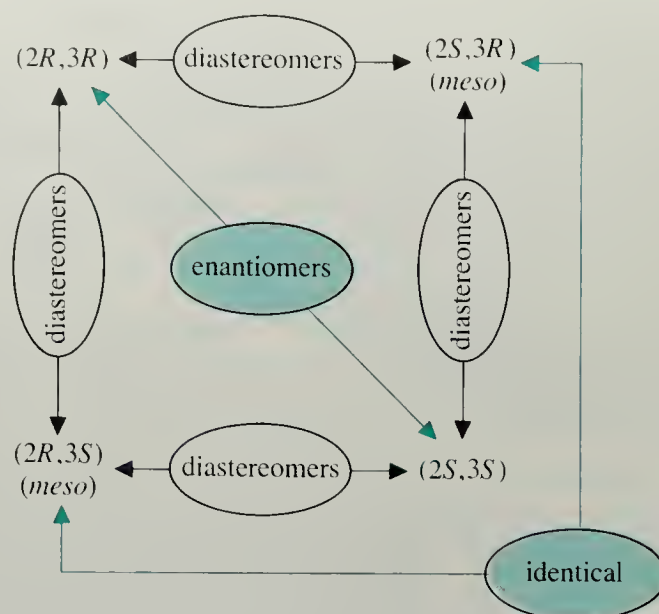 (2R,3R)
diastereomers
(2S,3R)
(meso)
diastereomers
enantiomers
diastereomers
(2R,3S)
(meso)
diastereomers
(2S,3S)
identical